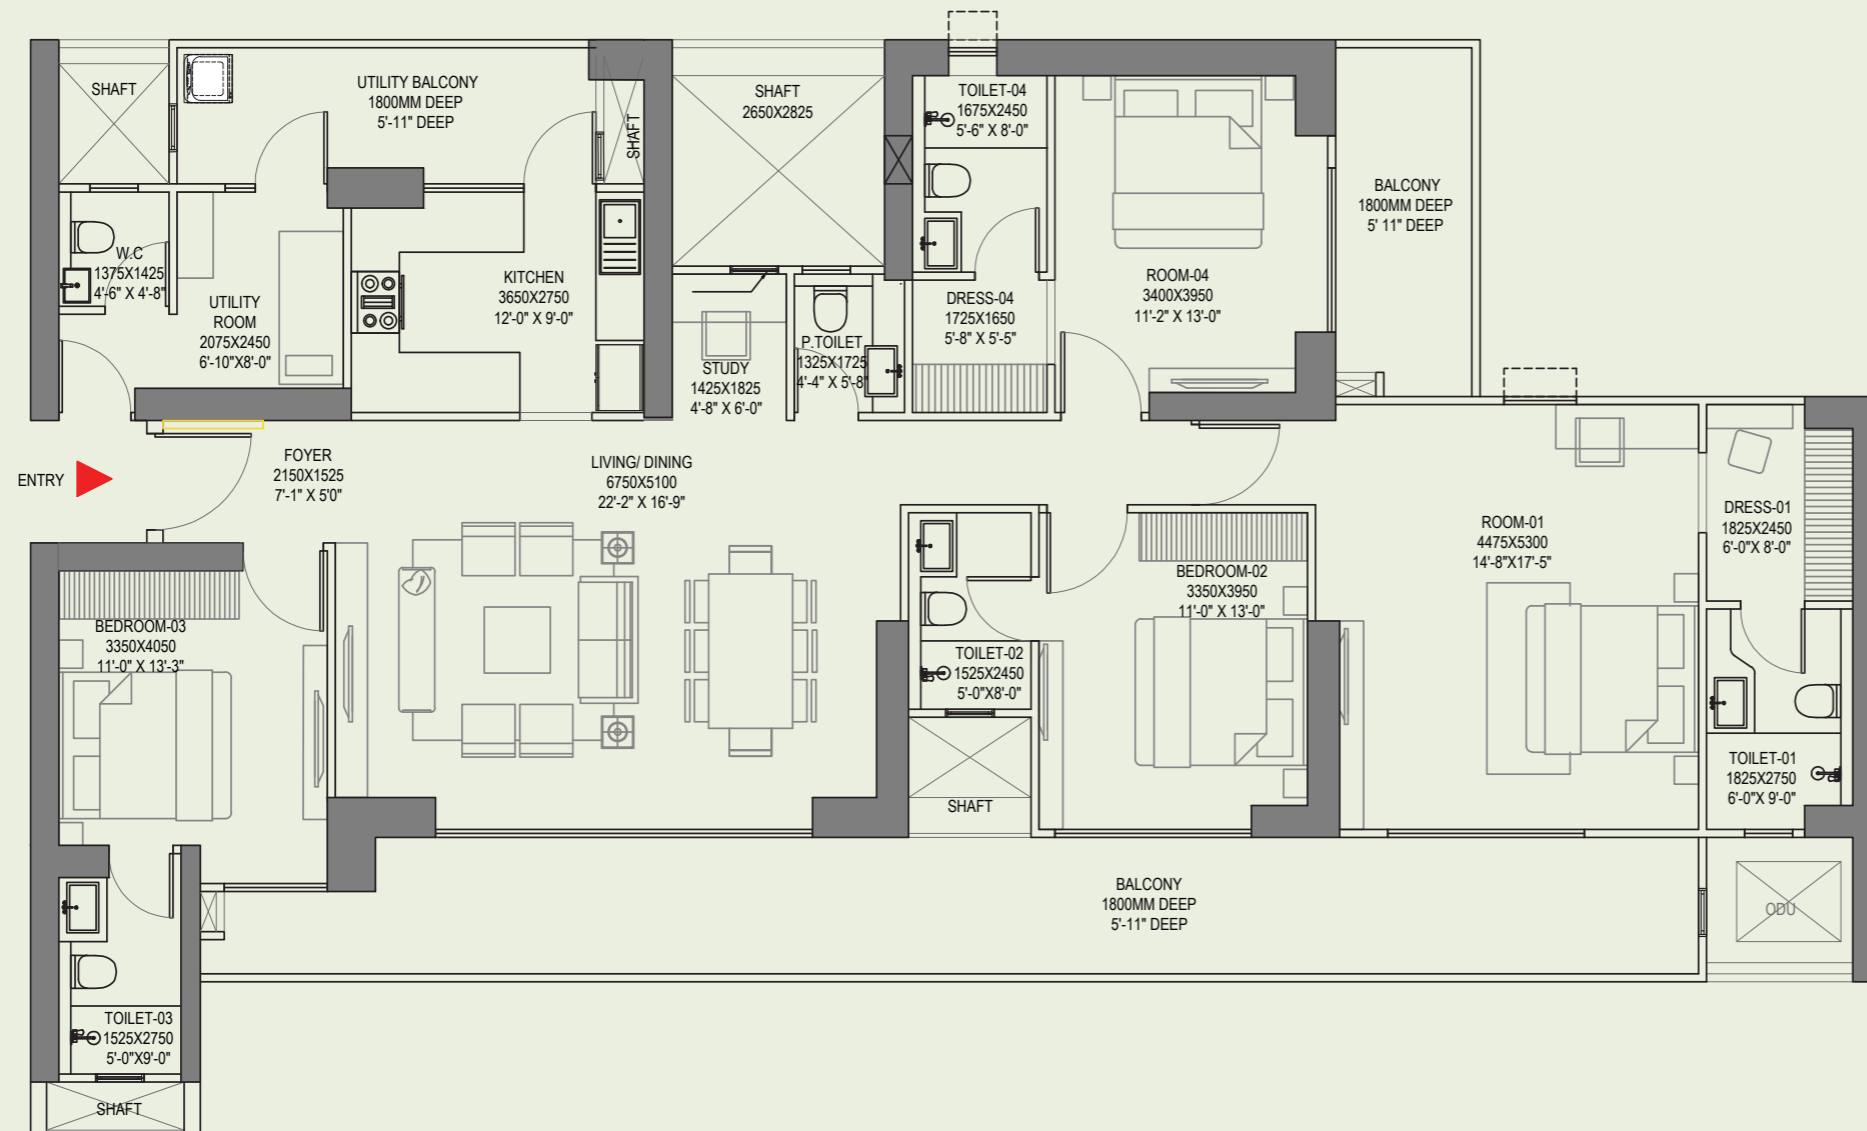 SHAFT
UTILITY BALCONY
1800MM DEEP
5'-11" DEEP
SHAFT
SHAFT
2650X2825
TOILET-04
1675X2450
5'-6" X 8'-0"
BALCONY
1800MM DEEP
5' 11" DEEP
W.C
1375X1425
4'-6" X 4'-8"
UTILITY
ROOM
2075X2450
6'-10"X8'-0"
KITCHEN
3650X2750
12'-0" X 9'-0"
STUDY
1425X1825
4'-8" X 6'-0"
P.TOILET
1325X1725
4'-4" X 5'-8"
DRESS-04
1725X1650
5'-8" X 5'-5"
ROOM-04
3400X3950
11'-2" X 13'-0"
ENTRY
FOYER
2150X1525
7'-1" X 5'0"
LIVING/ DINING
6750X5100
22'-2" X 16'-9"
ROOM-01
4475X5300
14'-8"X17'-5"
DRESS-01
1825X2450
6'-0"X 8'-0"
BEDROOM-03
3350X4050
11'-0" X 13'-3"
BEDROOM-02
3350X3950
11'-0" X 13'-0"
TOILET-02
1525X2450
5'-0"X8'-0"
SHAFT
TOILET-01
1825X2750
6'-0"X 9'-0"
BALCONY
1800MM DEEP
5'-11" DEEP
ODU
TOILET-03
1525X2750
5'-0"X9'-0"
SHAFT